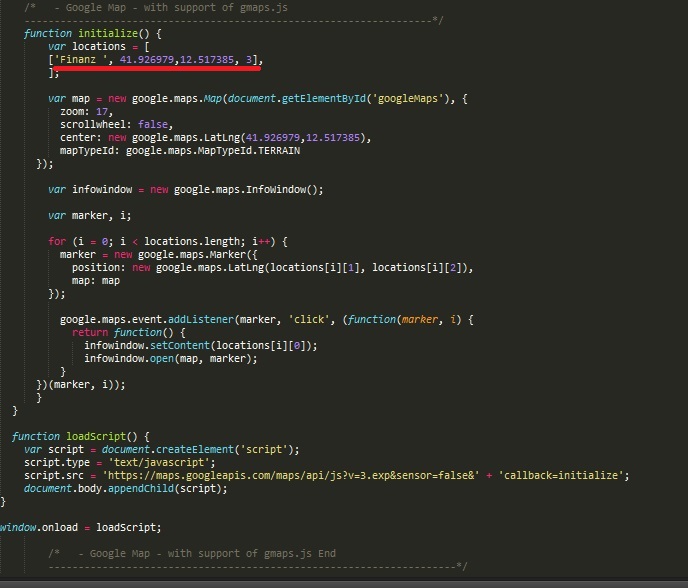 /*   - Google Map - with support of gmaps.js
--------------------------------------------------------------------*/
function initialize() {
var locations = [
['Finanz ', 41.926979,12.517385, 3],
];
var map = new google.maps.Map(document.getElementById('googleMaps'), {
zoom: 17,
scrollwheel: false,
center: new google.maps.LatLng(41.926979,12.517385),
mapTypeId: google.maps.MapTypeId.TERRAIN
});
var infowindow = new google.maps.InfoWindow();
var marker, i;
for (i = 0; i < locations.length; i++) {
marker = new google.maps.Marker({
position: new google.maps.LatLng(locations[i][1], locations[i][2]),
map: map
});
google.maps.event.addListener(marker, 'click', (function(marker, i) {
return function() {
infowindow.setContent(locations[i][0]);
infowindow.open(map, marker);
}
})(marker, i));
}
}
function loadScript() {
var script = document.createElement('script');
script.type = 'text/javascript';
script.src = 'https://maps.googleapis.com/maps/api/js?v=3.exp&sensor=false&' + 'callback=initialize';
document.body.appendChild(script);
}
window.onload = loadScript;
/*   - Google Map - with support of gmaps.js End
--------------------------------------------------------------------*/